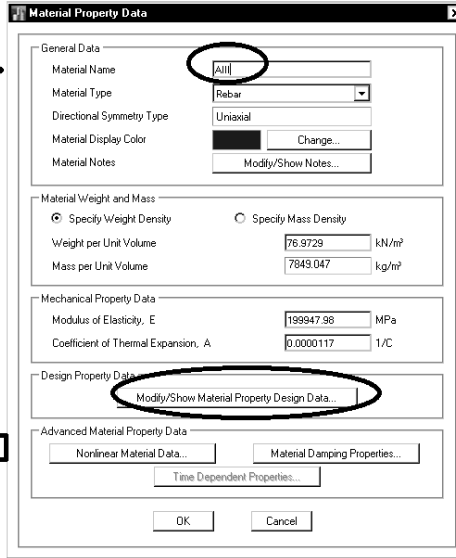 Material Property Data
General Data
Material Name AIII
Material Type Rebar
Directional Symmetry Type Uniaxial
Material Display Color Change...
Material Notes Modify/Show Notes...
Material Weight and Mass
Specify Weight Density Specify Mass Density
Weight per Unit Volume 76.9729 kN/m³
Mass per Unit Volume 7849.047 kg/m³
Mechanical Property Data
Modulus of Elasticity, E 199947.98 MPa
Coefficient of Thermal Expansion, A 0.0000117 1/C
Design Property Data
Modify/Show Material Property Design Data...
Advanced Material Property Data
Nonlinear Material Data... Material Damping Properties...
Time Dependent Properties...
OK Cancel